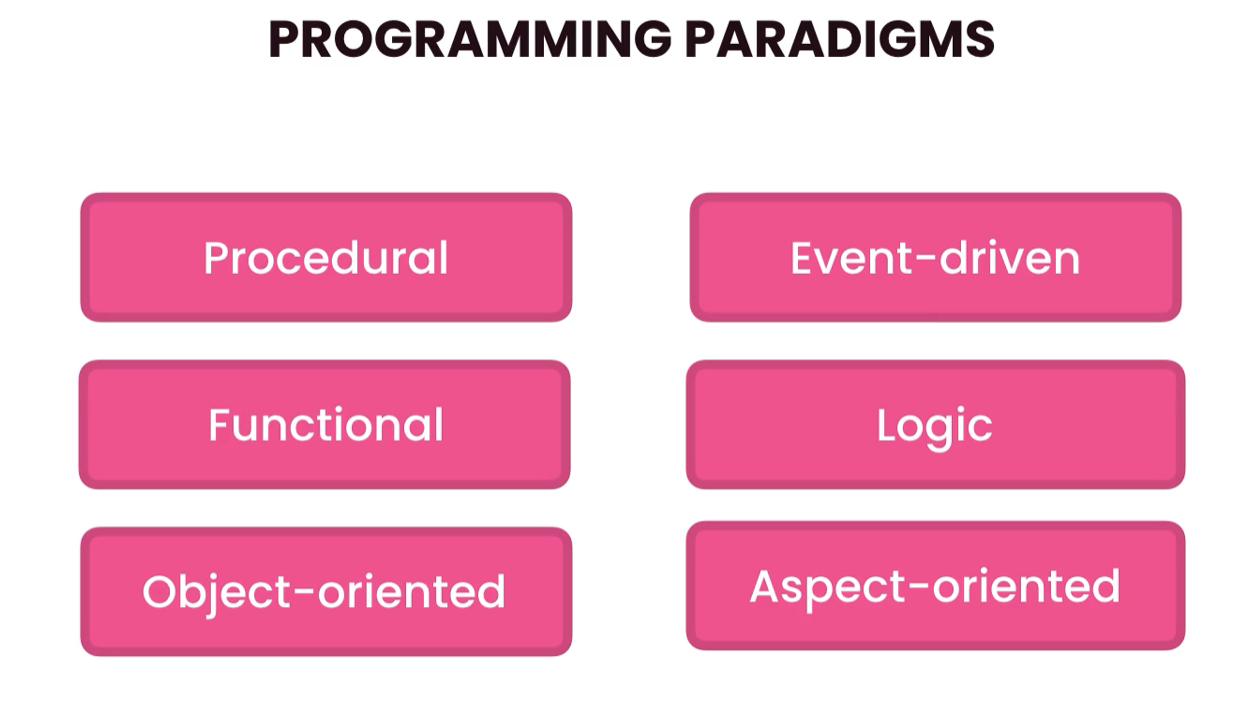 PROGRAMMING PARADIGMS
Procedural
Event-driven
Functional
Logic
Object-oriented
Aspect-oriented